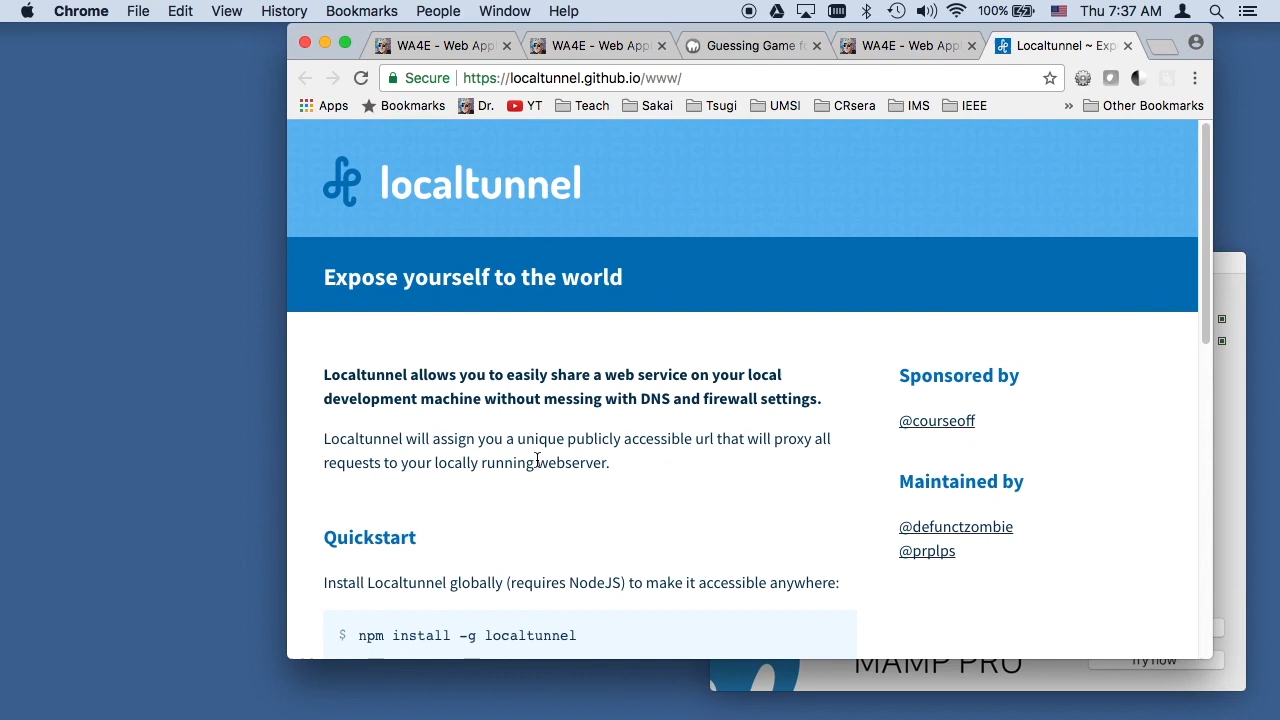 Chrome File Edit View History Bookmarks People Window Help 100% Thu 7:37 AM
WA4E - Web Appl WA4E - Web Appl Guessing Game fo WA4E - Web Appl Localtunnel ~ Exp
Secure https://localtunnel.github.io/www/
Apps Bookmarks Dr. YT Teach Sakai Tsugi UMSI CRsera IMS IEEE » Other Bookmarks
localtunnel
Expose yourself to the world
Localtunnel allows you to easily share a web service on your local
development machine without messing with DNS and firewall settings.
Localtunnel will assign you a unique publicly accessible url that will proxy all
requests to your locally running webserver.
Quickstart
Install Localtunnel globally (requires NodeJS) to make it accessible anywhere:
$ npm install -g localtunnel
Sponsored by
@courseoff
Maintained by
@defunctzombie
@prplps
MAMP PRO
Try now